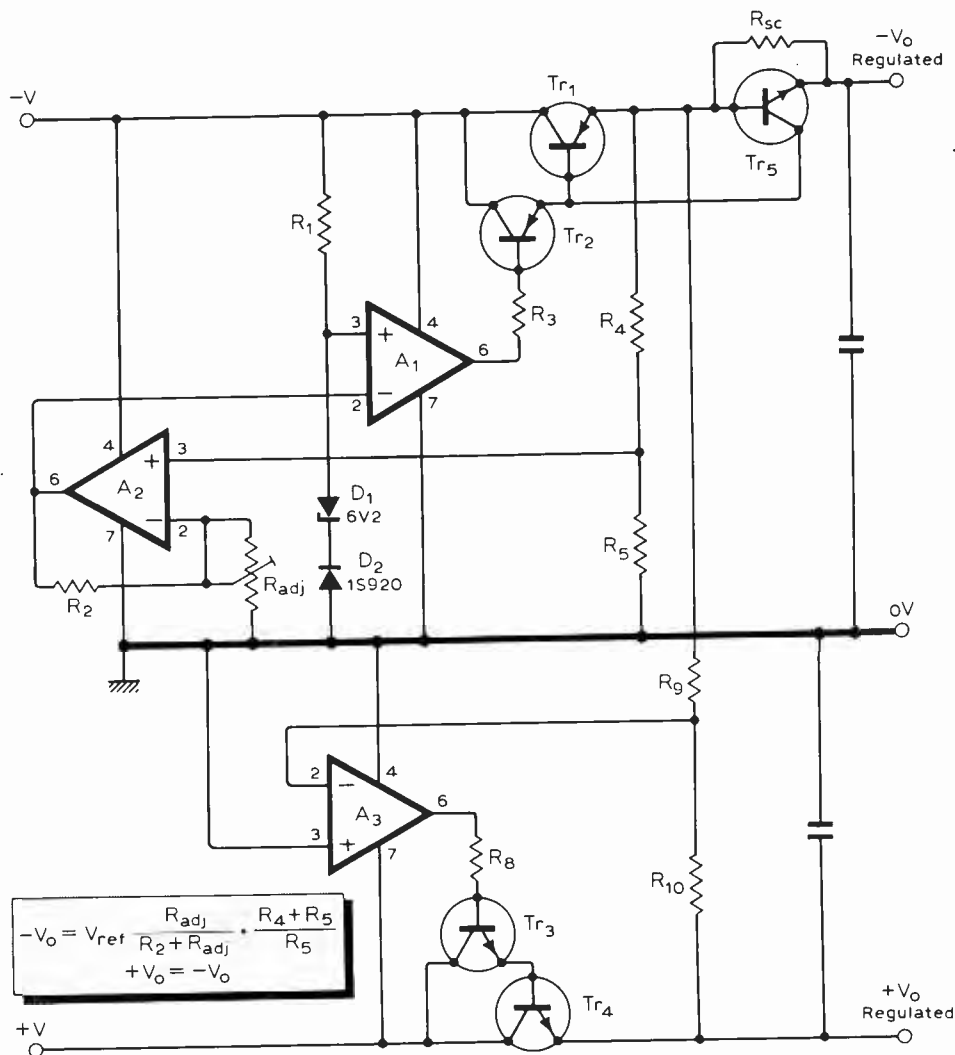 Rsc
−Vo
Regulated
−V
Tr1
Tr5
R1
Tr2
R3
R4
3
+
4
A1
6
2
−
7
4
3
+
6
A2
−
2
7
D1
6V2
R5
D2
1S920
Radj
R2
0V
R9
2
−
4
A3
6
3
+
7
R8
R10
−Vo = Vref Radj / (R2 + Radj) · (R4 + R5) / R5
+Vo = −Vo
Tr3
Tr4
+V
+Vo
Regulated